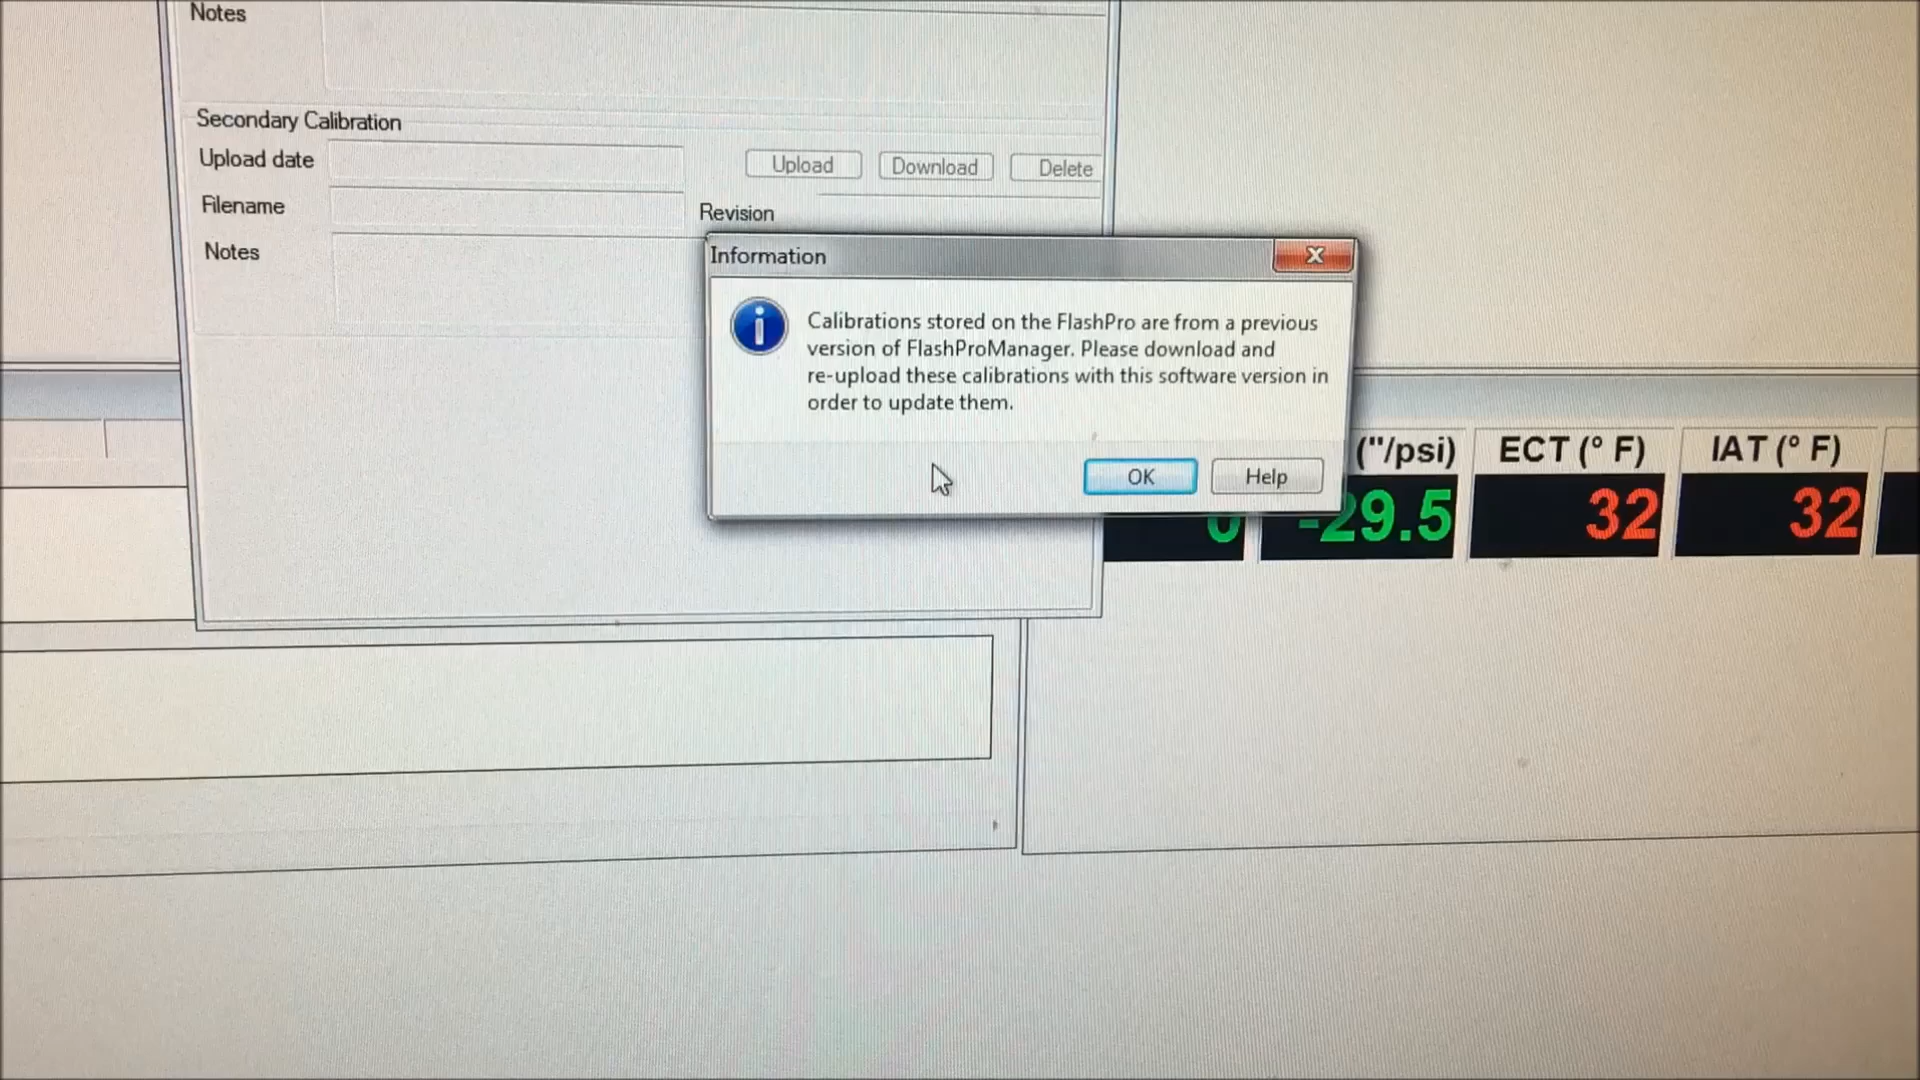 Notes
Secondary Calibration
Upload date
Upload
Download
Delete
Filename
Revision
Notes
Information
X
i
Calibrations stored on the FlashPro are from a previous
version of FlashProManager. Please download and
re-upload these calibrations with this software version in
order to update them.
OK
Help
("/psi)
ECT (° F)
IAT (° F)
0
-29.5
32
32